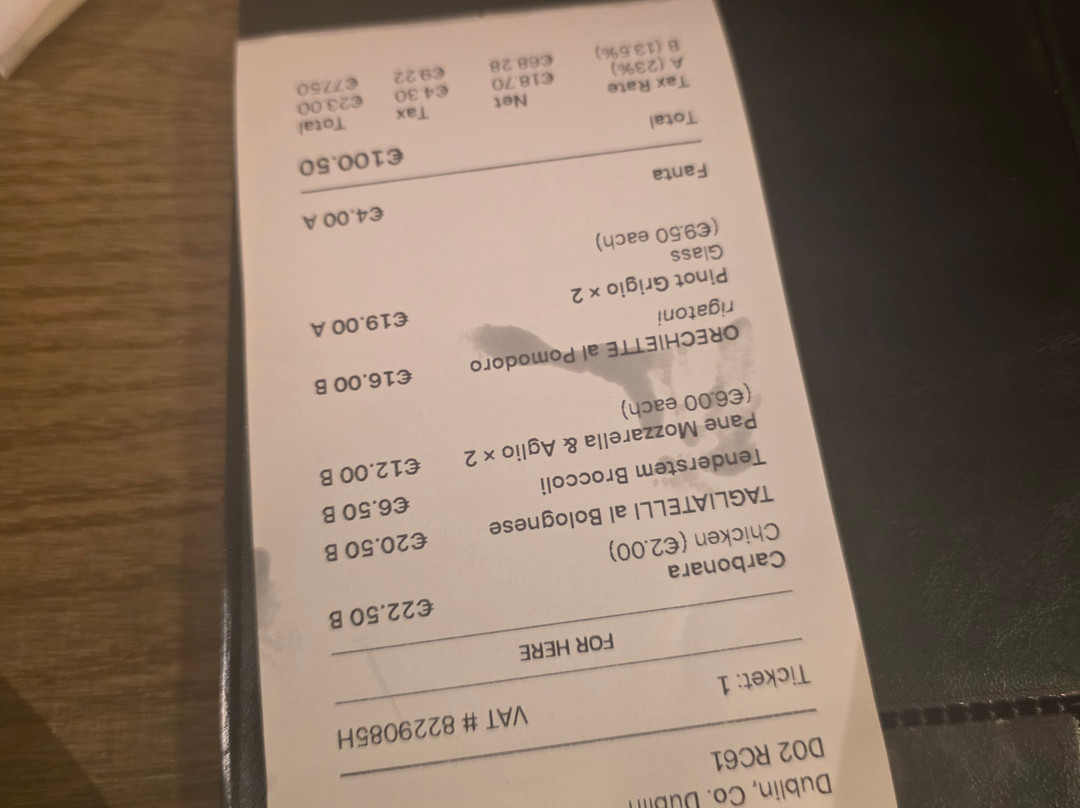 Dublin, Co. Dublin
D02 RC61
VAT # 8229085H
Ticket: 1
FOR HERE
Carbonara €22.50 B
Chicken (€2.00)
TAGLIATELLI al Bolognese €20.50 B
Tenderstem Broccoli €6.50 B
Pane Mozzarella & Aglio × 2 €12.00 B
(€6.00 each)
ORECHIETTE al Pomodoro €16.00 B
rigatoni
Pinot Grigio × 2 €19.00 A
Glass
(€9.50 each)
Fanta €4.00 A
Total €100.50
Tax Rate Net Tax Total
A (23%) €18.70 €4.30 €23.00
B (13.5%) €68.28 €9.22 €77.50